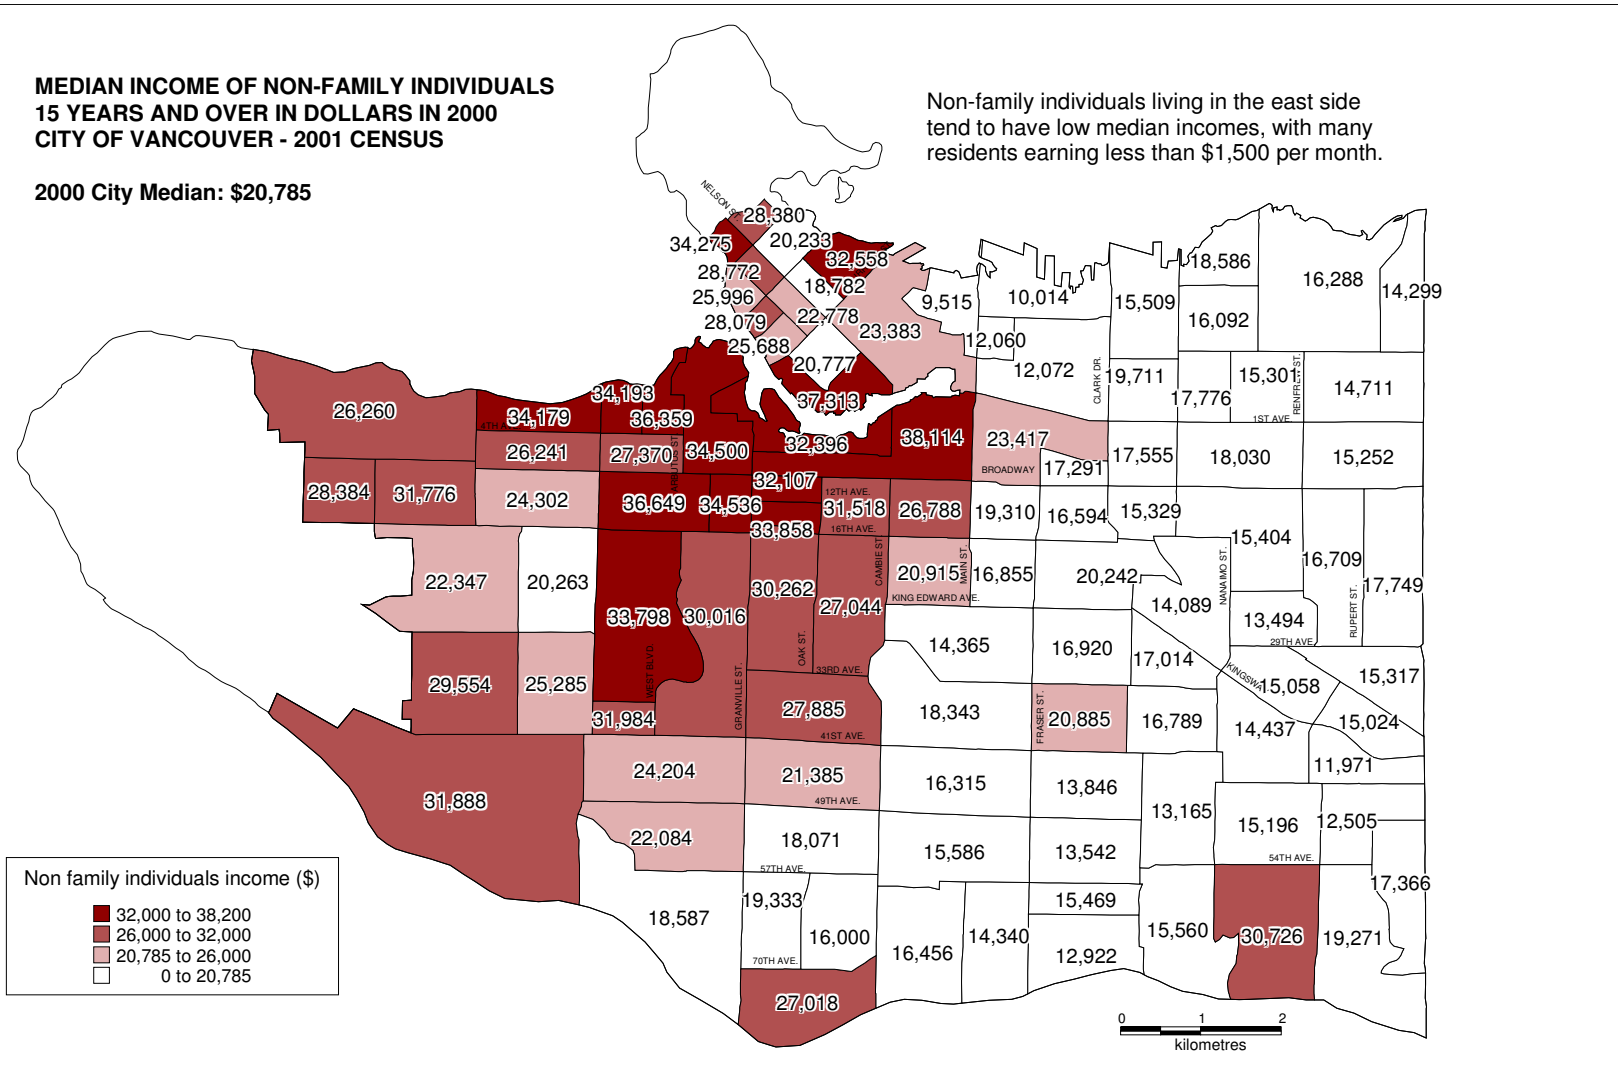 MEDIAN INCOME OF NON-FAMILY INDIVIDUALS
15 YEARS AND OVER IN DOLLARS IN 2000
CITY OF VANCOUVER - 2001 CENSUS
2000 City Median: $20,785
Non-family individuals living in the east side
tend to have low median incomes, with many
residents earning less than $1,500 per month.
NELSON ST.
28,380
34,275
20,233
32,558
28,772
18,782
25,996
22,778
28,079
23,383
25,688
20,777
37,313
9,515
10,014
15,509
18,586
16,288
14,299
16,092
12,060
12,072
CLARK DR.
19,711
17,776
15,301
RENFREW ST.
14,711
1ST AVE.
26,260
34,179
4TH AVE.
34,193
36,359
26,241
27,370
ARBUTUS ST.
34,500
32,396
38,114
23,417
BROADWAY
17,291
17,555
18,030
15,252
28,384
31,776
24,302
36,649
34,536
32,107
12TH AVE.
31,518
16TH AVE.
33,858
26,788
19,310
16,594
15,329
15,404
16,709
17,749
22,347
20,263
33,798
30,016
30,262
27,044
CAMBIE ST.
20,915
MAIN ST.
KING EDWARD AVE.
16,855
20,242
14,089
NANAIMO ST.
13,494
29TH AVE.
RUPERT ST.
14,365
16,920
17,014
KINGSWAY
15,058
15,317
29,554
25,285
WEST BLVD.
31,984
GRANVILLE ST.
OAK ST.
33RD AVE.
27,885
41ST AVE.
18,343
FRASER ST.
20,885
16,789
14,437
15,024
11,971
31,888
24,204
21,385
49TH AVE.
16,315
13,846
13,165
15,196
12,505
54TH AVE.
22,084
18,071
57TH AVE.
15,586
13,542
17,366
18,587
19,333
16,000
70TH AVE.
16,456
14,340
15,469
12,922
15,560
30,726
19,271
27,018
Non family individuals income ($)
32,000 to 38,200
26,000 to 32,000
20,785 to 26,000
0 to 20,785
0 1 2
kilometres